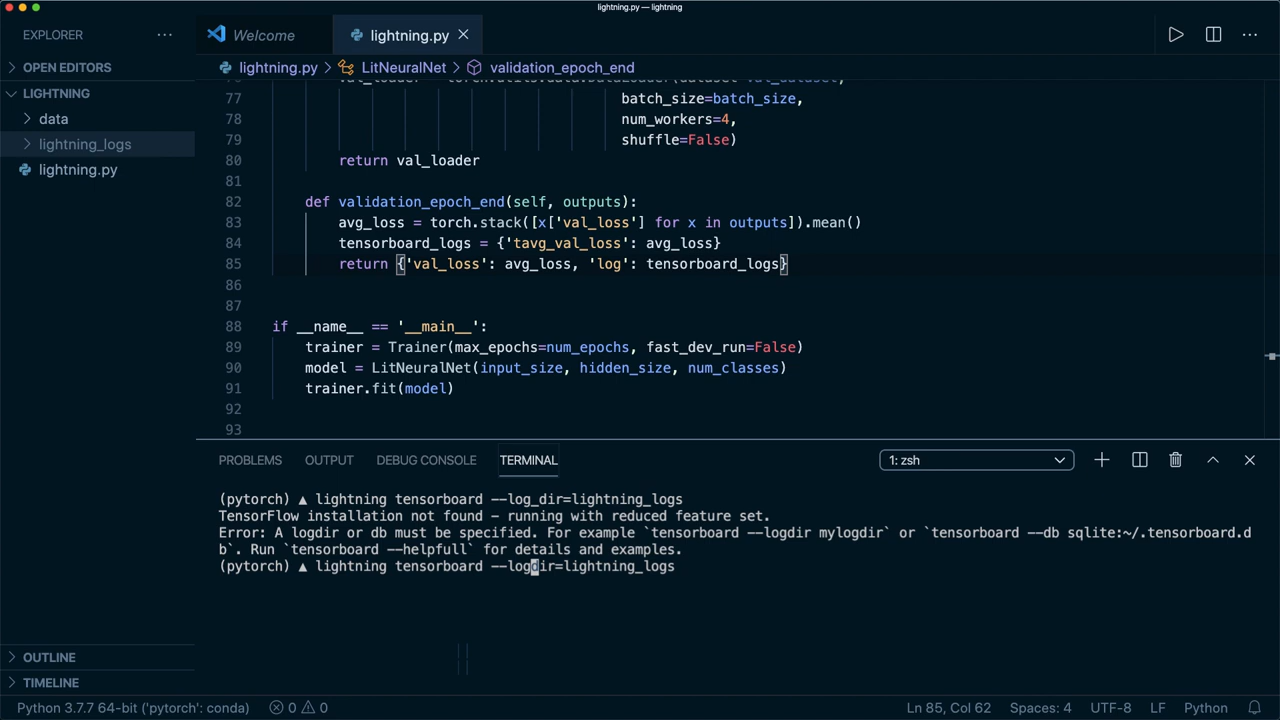 lightning.py — lightning
EXPLORER ...
Welcome
lightning.py
OPEN EDITORS
LIGHTNING
data
lightning_logs
lightning.py
lightning.py > LitNeuralNet > validation_epoch_end
77 batch_size=batch_size,
78 num_workers=4,
79 shuffle=False)
80 return val_loader
81
82 def validation_epoch_end(self, outputs):
83 avg_loss = torch.stack([x['val_loss'] for x in outputs]).mean()
84 tensorboard_logs = {'tavg_val_loss': avg_loss}
85 return {'val_loss': avg_loss, 'log': tensorboard_logs}
86
87
88 if __name__ == '__main__':
89 trainer = Trainer(max_epochs=num_epochs, fast_dev_run=False)
90 model = LitNeuralNet(input_size, hidden_size, num_classes)
91 trainer.fit(model)
92
93
PROBLEMS OUTPUT DEBUG CONSOLE TERMINAL 1: zsh
(pytorch) ▲ lightning tensorboard --log_dir=lightning_logs
TensorFlow installation not found - running with reduced feature set.
Error: A logdir or db must be specified. For example `tensorboard --logdir mylogdir` or `tensorboard --db sqlite:~/.tensorboard.d
b`. Run `tensorboard --helpfull` for details and examples.
(pytorch) ▲ lightning tensorboard --logdir=lightning_logs
OUTLINE
TIMELINE
Python 3.7.7 64-bit ('pytorch': conda) 0 0 Ln 85, Col 62 Spaces: 4 UTF-8 LF Python